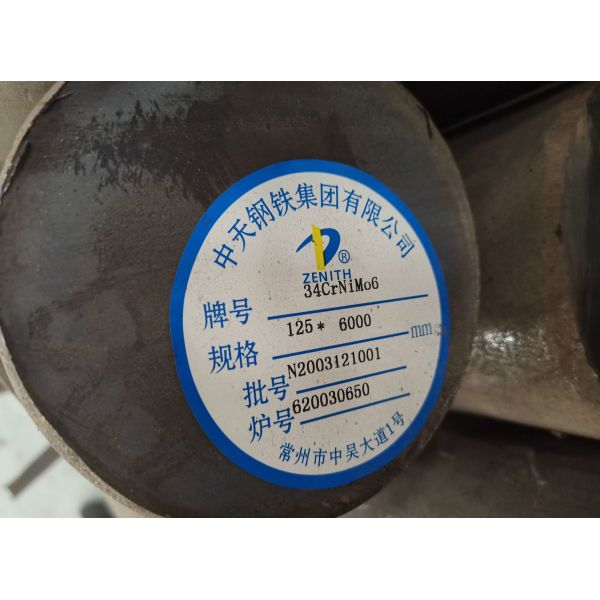 中天钢铁集团有限公司
ZENITH ®
牌号 34CrNiMo6
规格 125* 6000 mm
批号 N2003121001
炉号 620030650
常州市中吴大道1号